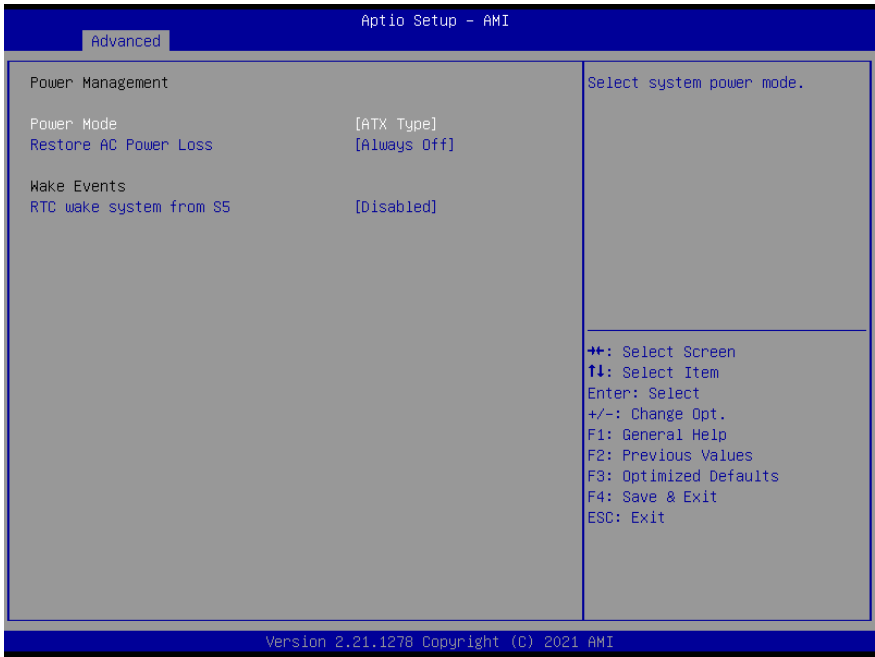 Aptio Setup – AMI
Advanced
Power Management
Select system power mode.
Power Mode [ATX Type]
Restore AC Power Loss [Always Off]
Wake Events
RTC wake system from S5 [Disabled]
→←: Select Screen
↑↓: Select Item
Enter: Select
+/-: Change Opt.
F1: General Help
F2: Previous Values
F3: Optimized Defaults
F4: Save & Exit
ESC: Exit
Version 2.21.1278 Copyright (C) 2021 AMI